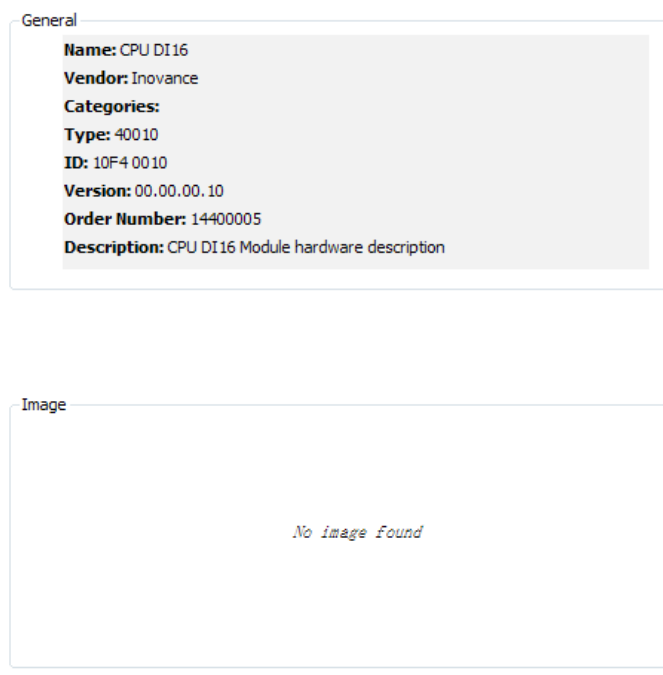 General
Name: CPU DI16
Vendor: Inovance
Categories:
Type: 40010
ID: 10F4 0010
Version: 00.00.00.10
Order Number: 14400005
Description: CPU DI16 Module hardware description
Image
No image found